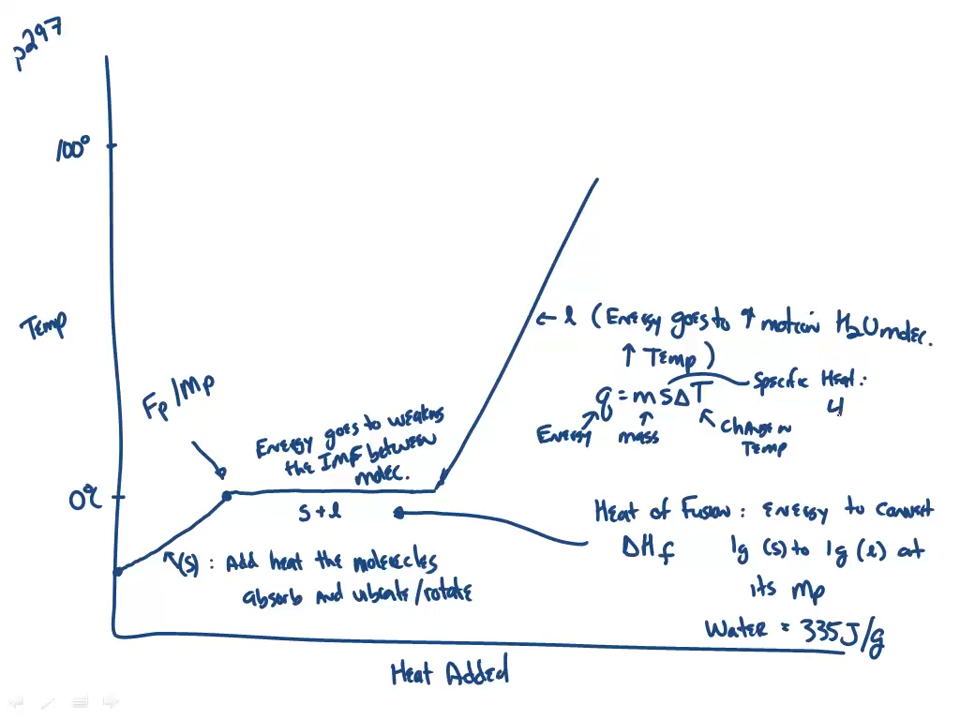 p297
100°
Temp
Fp/Mp
Energy goes to weaken
the IMF between
molec.
0°C
s+l
(s): Add heat the molecules
absorb and vibrate/rotate
← l (Energy goes to ↑ motion H2O molec.
↑ Temp)
q = m s Δ T
Specific Heat:
4
Energy
mass
Change in
Temp
Heat of Fusion: Energy to convert
ΔHf 1g (s) to 1g (l) at
its mp
Water = 335 J/g
Heat Added